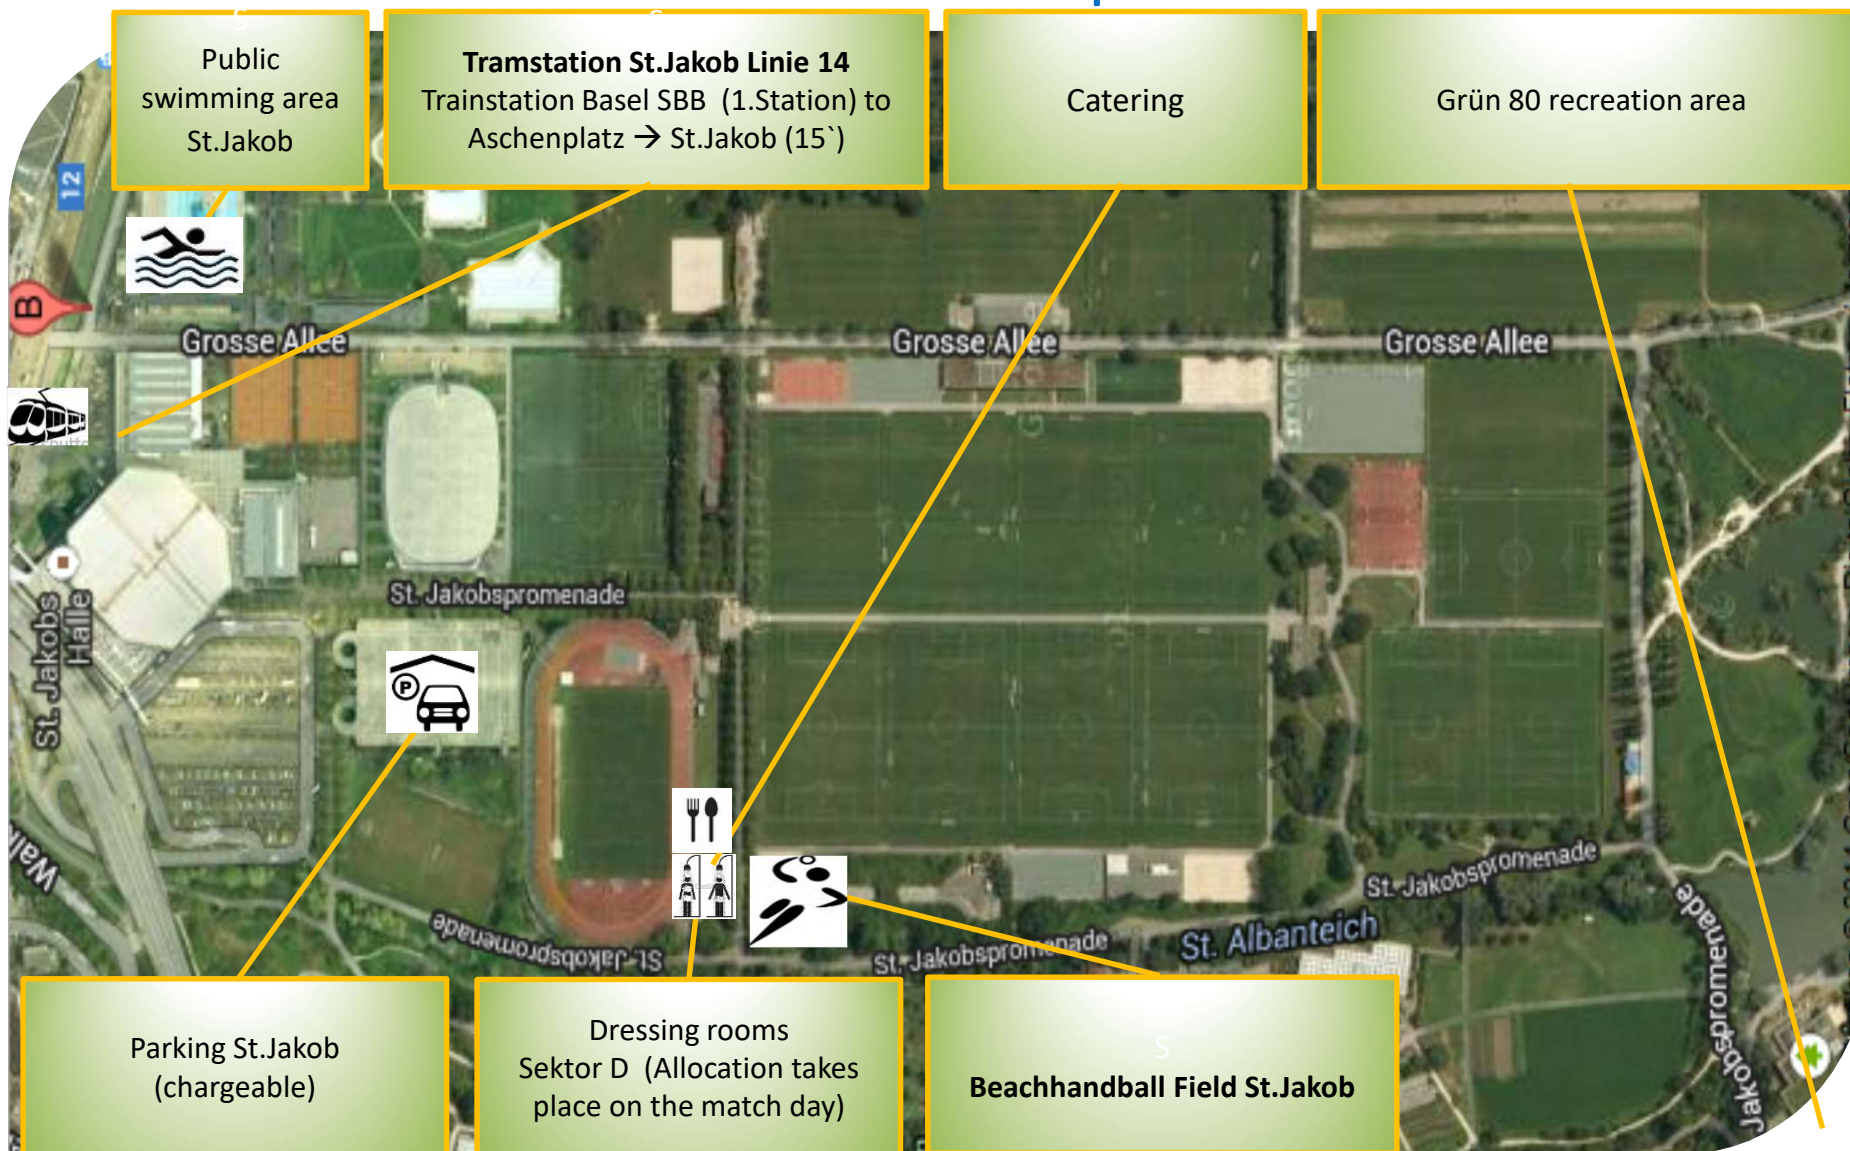 Public
swimming area
St.Jakob
Tramstation St.Jakob Linie 14
Trainstation Basel SBB (1.Station) to
Aschenplatz → St.Jakob (15`)
Catering
Grün 80 recreation area
12
B
Grosse Allee
Grosse Allee
Grosse Allee
St. Jakobs
Halle
St. Jakobspromenade
P
St. Jakobspromenade
St. Jakobspromenade
St. Jakobspromenade
St. Albanteich
Jakobspromenade
Jakobspromenade
Parking St.Jakob
(chargeable)
Dressing rooms
Sektor D (Allocation takes
place on the match day)
S
Beachhandball Field St.Jakob